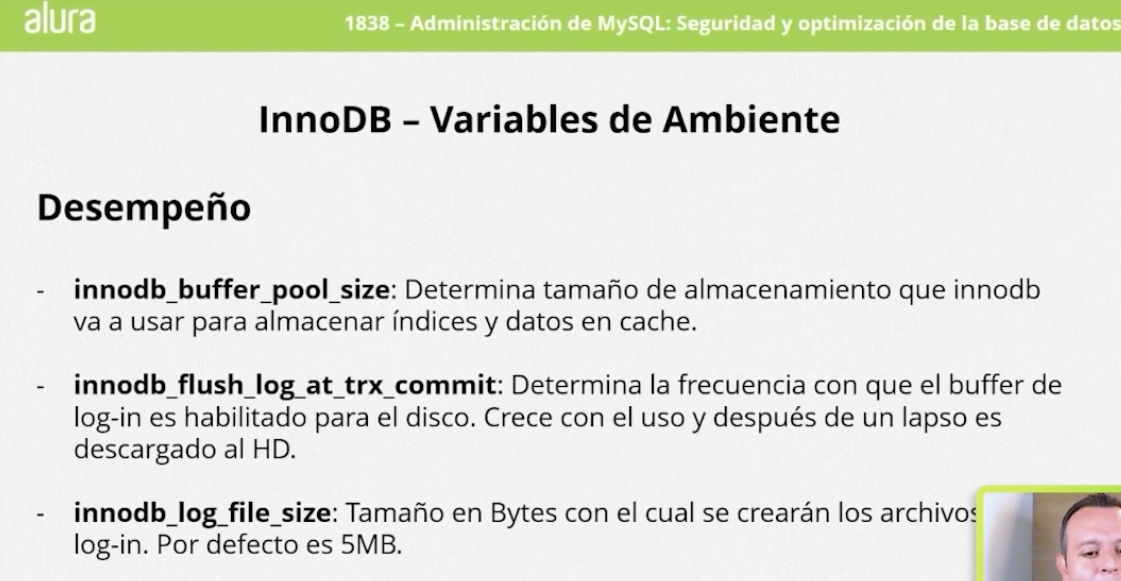 alura
1838 – Administración de MySQL: Seguridad y optimización de la base de datos
InnoDB – Variables de Ambiente
Desempeño
- innodb_buffer_pool_size: Determina tamaño de almacenamiento que innodb
va a usar para almacenar índices y datos en cache.
- innodb_flush_log_at_trx_commit: Determina la frecuencia con que el buffer de
log-in es habilitado para el disco. Crece con el uso y después de un lapso es
descargado al HD.
- innodb_log_file_size: Tamaño en Bytes con el cual se crearán los archivos
log-in. Por defecto es 5MB.